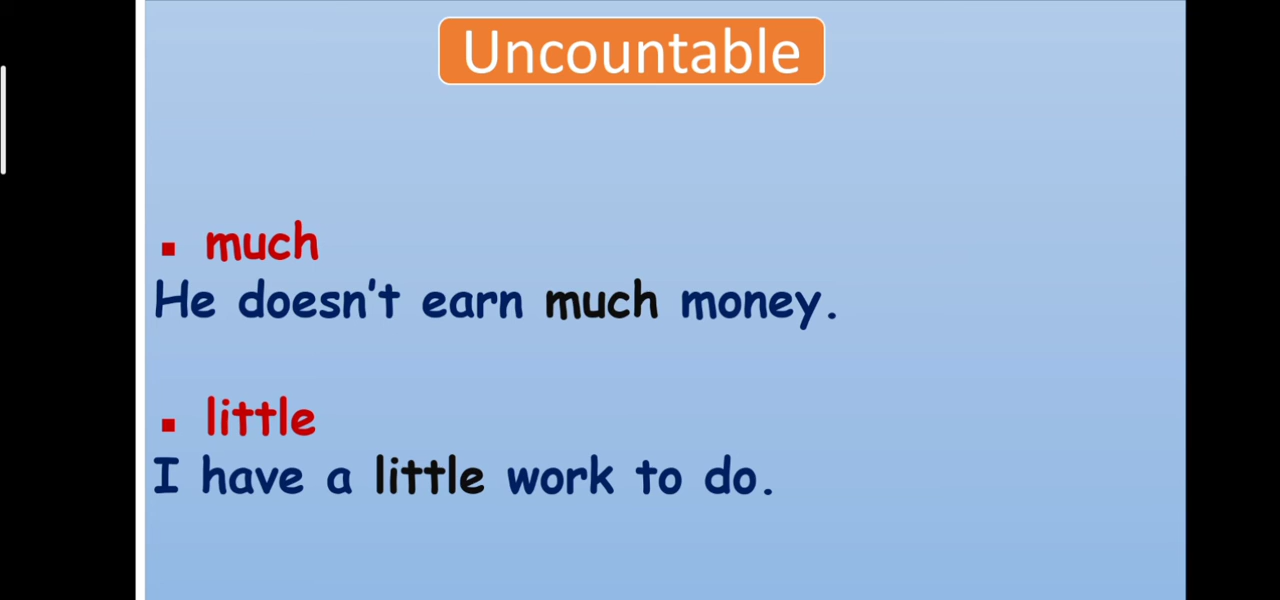 Uncountable
▪ much
He doesn't earn much money.
▪ little
I have a little work to do.